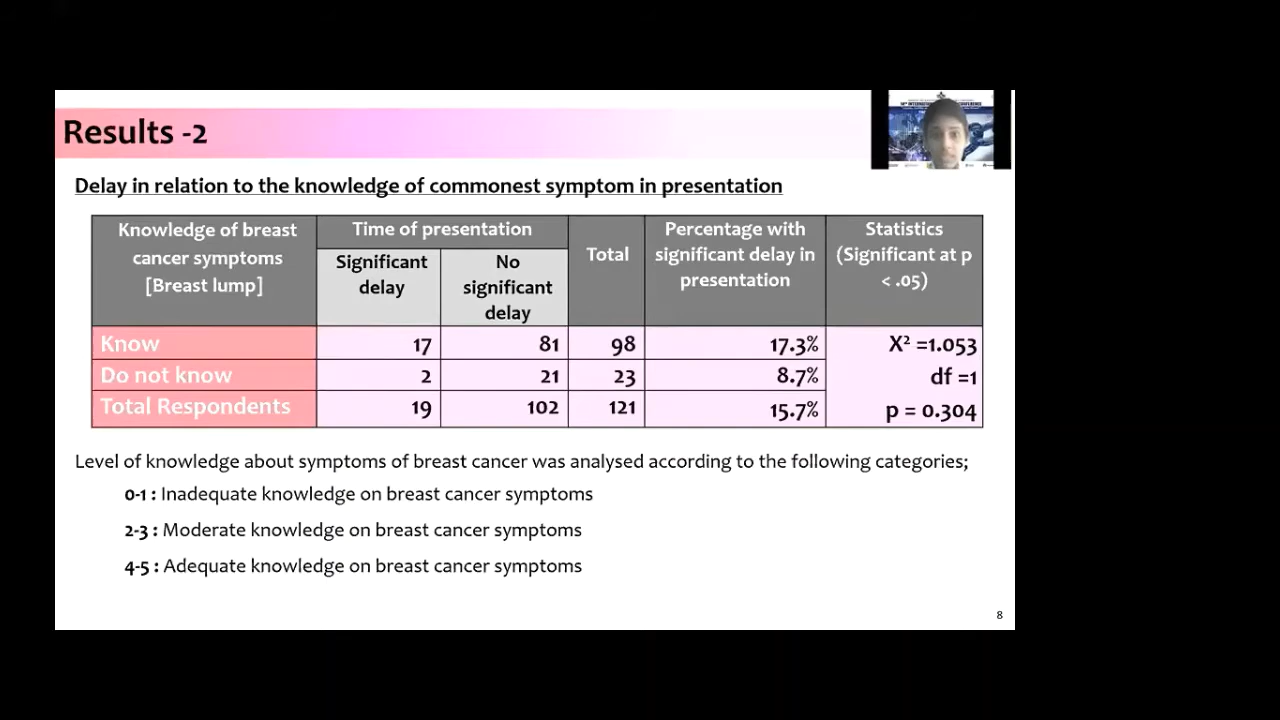 Results -2
Delay in relation to the knowledge of commonest symptom in presentation
Knowledge of breast cancer symptoms [Breast lump]
Time of presentation
Significant delay
No significant delay
Total
Percentage with significant delay in presentation
Statistics (Significant at p < .05)
Know 17 81 98 17.3% X² =1.053
Do not know 2 21 23 8.7% df =1
Total Respondents 19 102 121 15.7% p = 0.304
Level of knowledge about symptoms of breast cancer was analysed according to the following categories;
0-1 : Inadequate knowledge on breast cancer symptoms
2-3 : Moderate knowledge on breast cancer symptoms
4-5 : Adequate knowledge on breast cancer symptoms
8